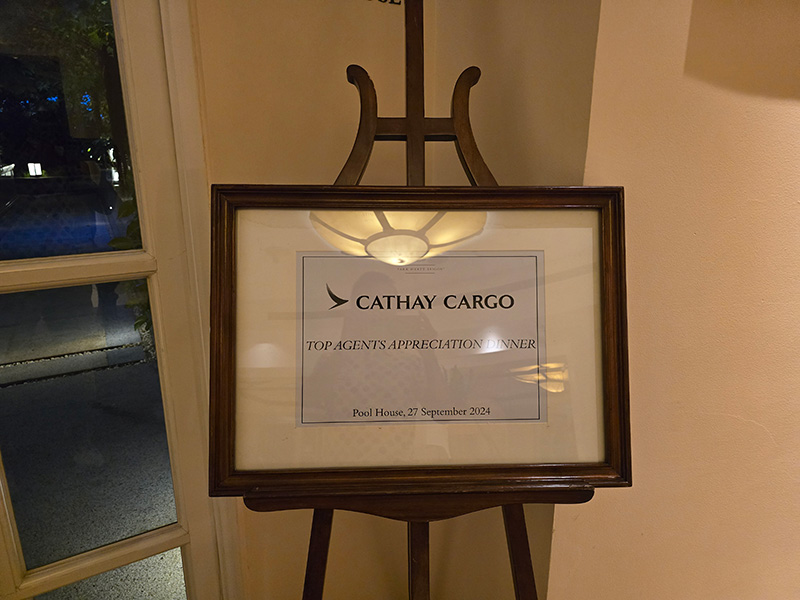 CATHAY CARGO
TOP AGENTS APPRECIATION DINNER
Pool House, 27 September 2024